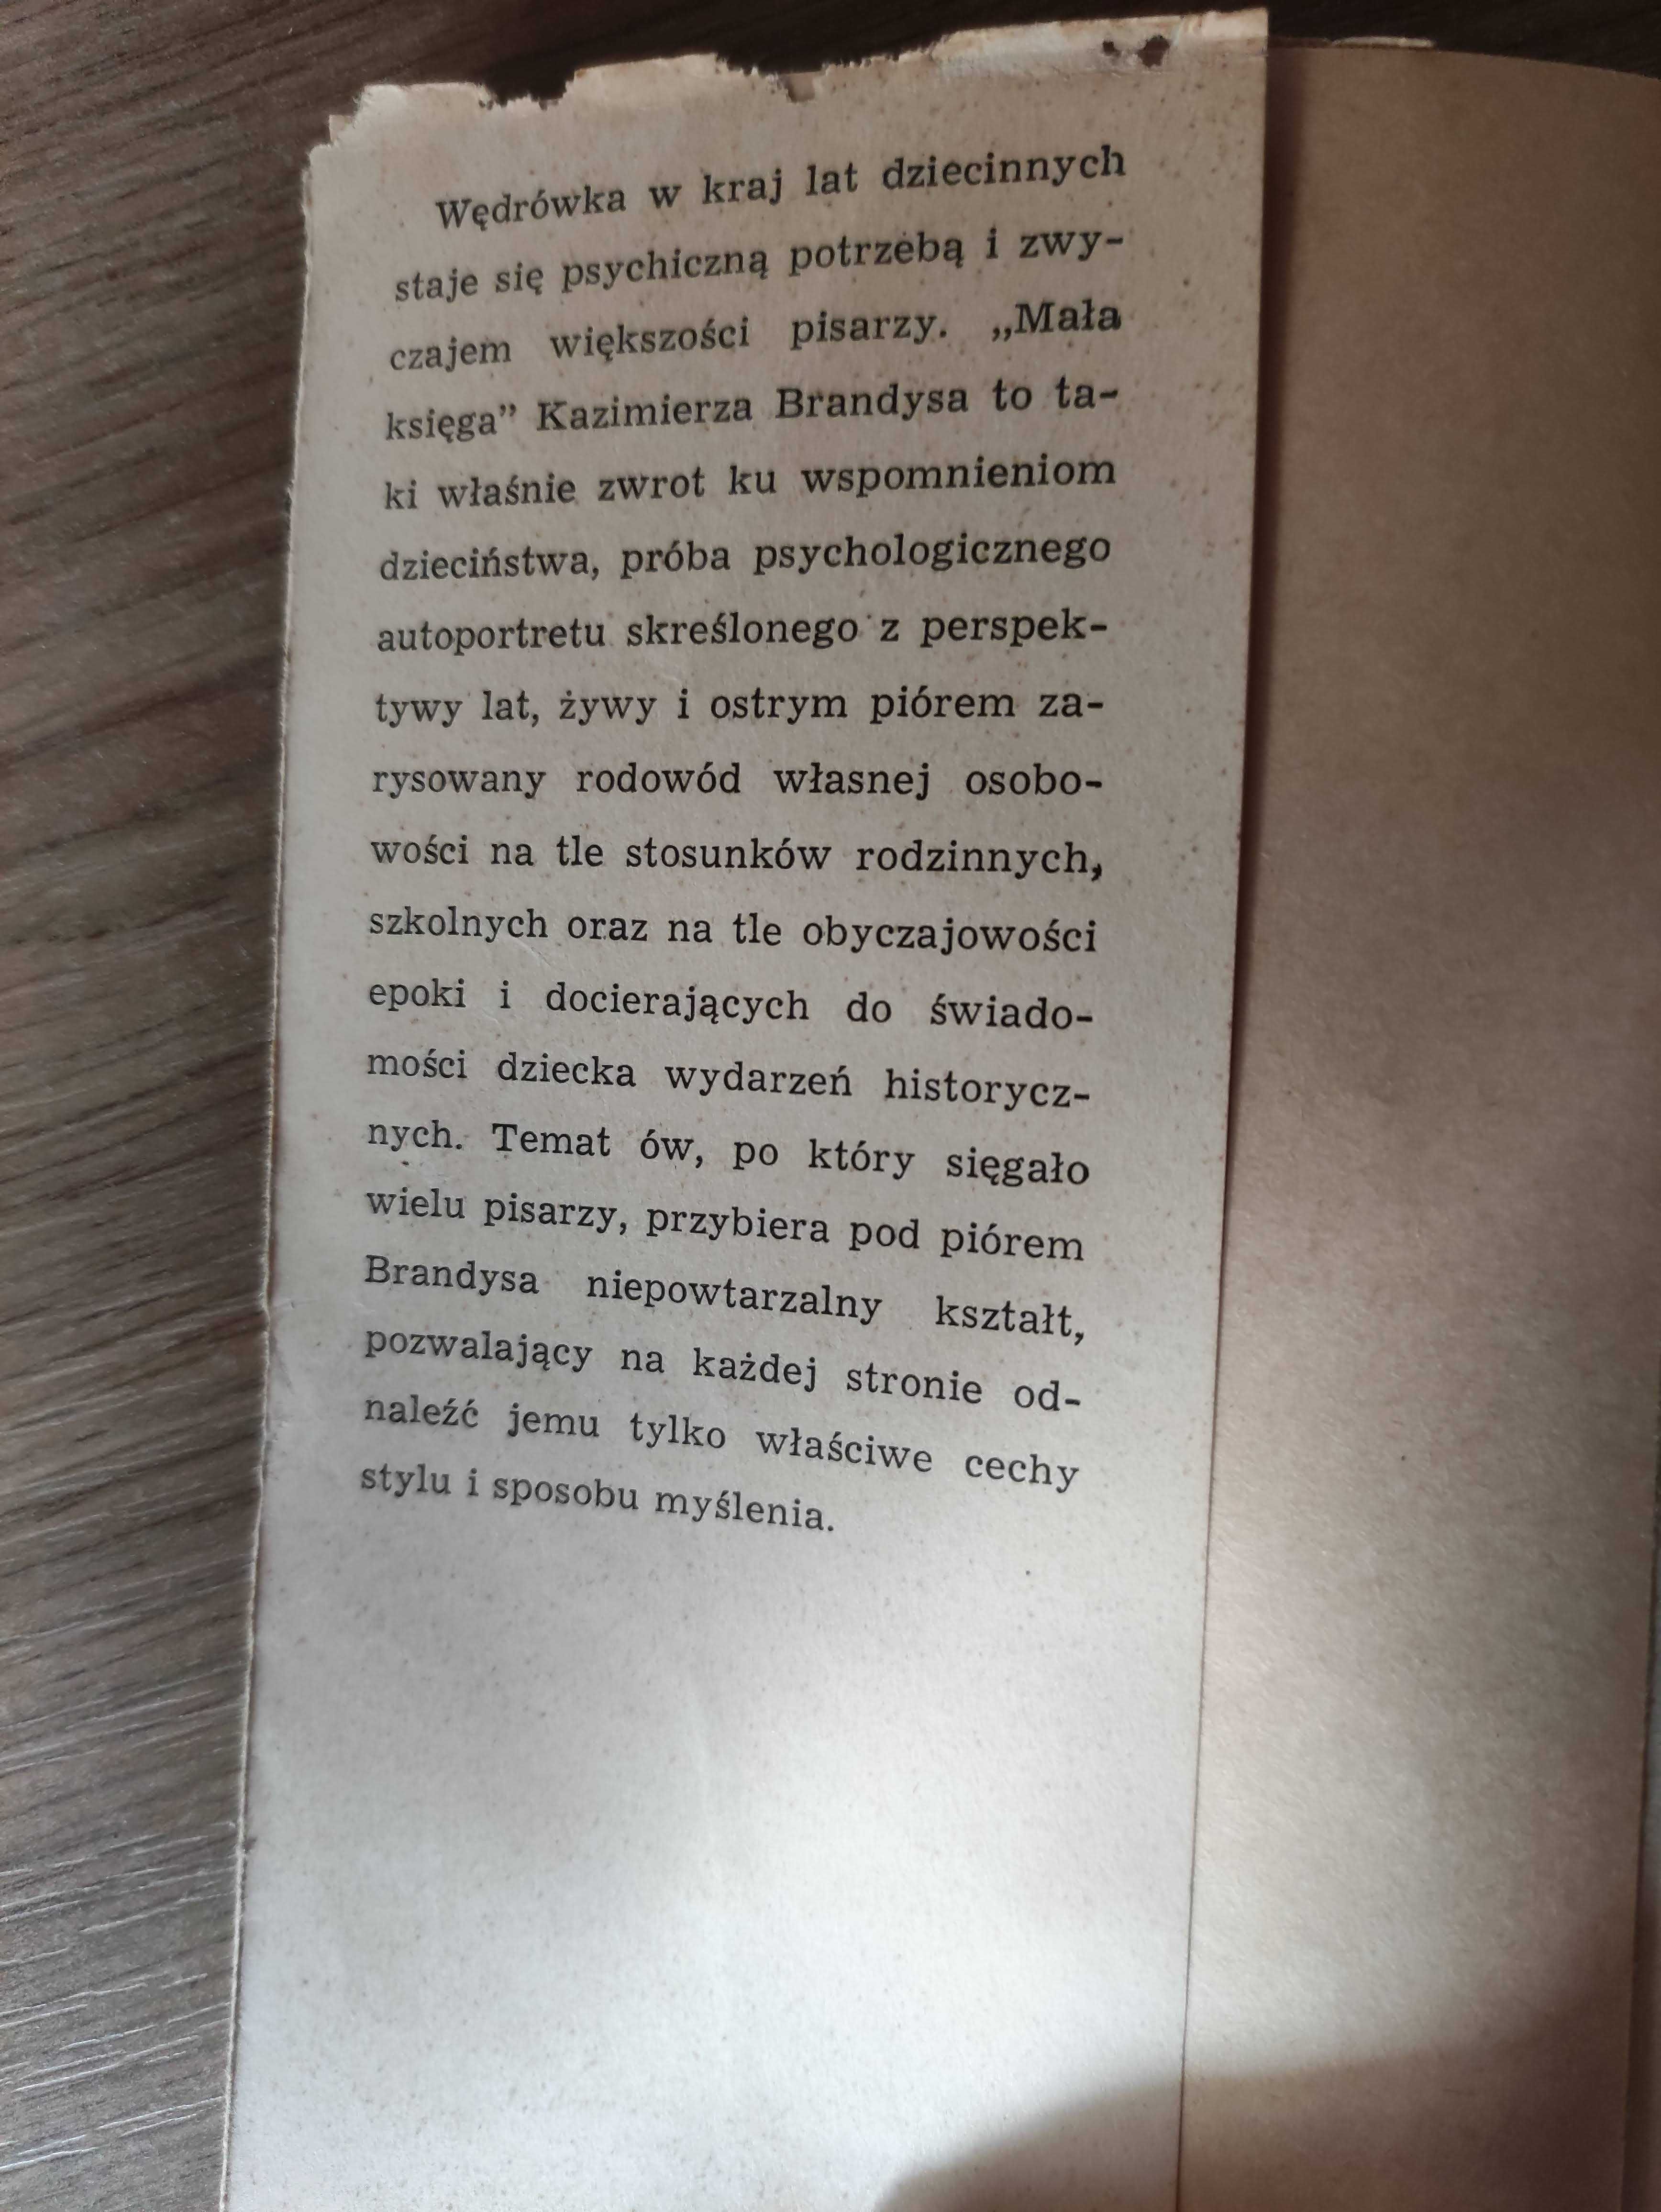 Wędrówka w kraj lat dziecinnych
staje się psychiczną potrzebą i zwy-
czajem większości pisarzy. „Mała
księga” Kazimierza Brandysa to ta-
ki właśnie zwrot ku wspomnieniom
dzieciństwa, próba psychologicznego
autoportretu skreślonego z perspek-
tywy lat, żywy i ostrym piórem za-
rysowany rodowód własnej osobo-
wości na tle stosunków rodzinnych,
szkolnych oraz na tle obyczajowości
epoki i docierających do świado-
mości dziecka wydarzeń historycz-
nych. Temat ów, po który sięgało
wielu pisarzy, przybiera pod piórem
Brandysa niepowtarzalny kształt,
pozwalający na każdej stronie od-
naleźć jemu tylko właściwe cechy
stylu i sposobu myślenia.